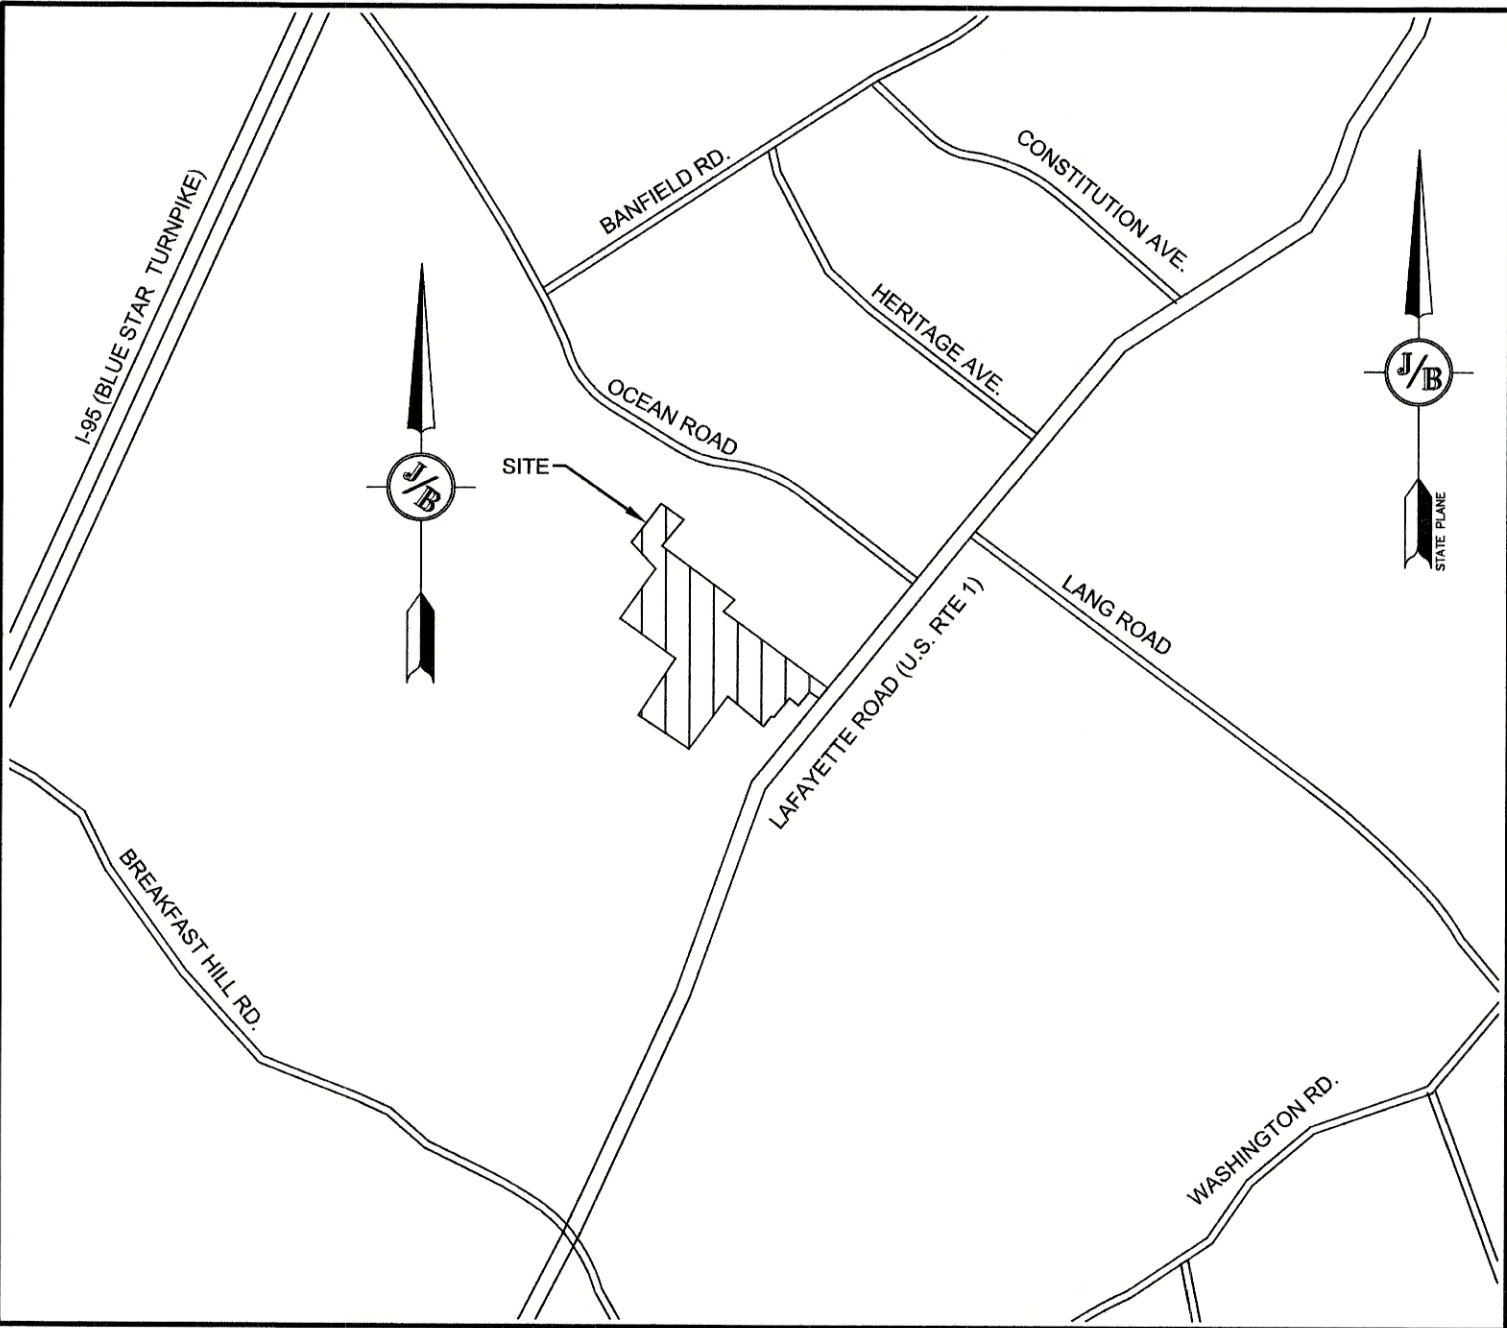 BANFIELD RD.
CONSTITUTION AVE.
I-95 (BLUE STAR TURNPIKE)
HERITAGE AVE.
J/B
OCEAN ROAD
SITE
J/B
STATE PLANE
LANG ROAD
LAFAYETTE ROAD (U.S. RTE 1)
BREAKFAST HILL RD.
WASHINGTON RD.